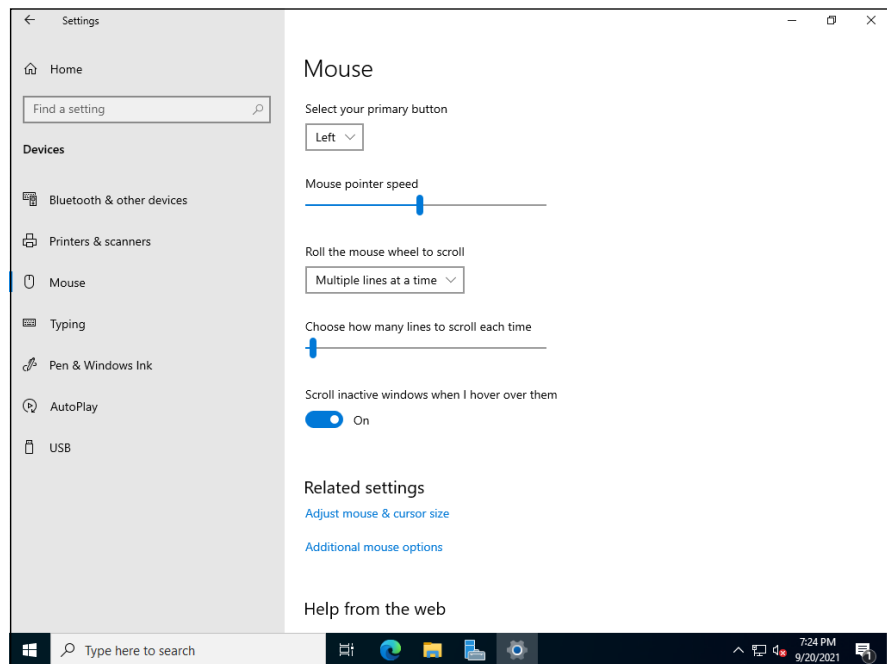 Settings
Home
Find a setting
Devices
Bluetooth & other devices
Printers & scanners
Mouse
Typing
Pen & Windows Ink
AutoPlay
USB
Mouse
Select your primary button
Left
Mouse pointer speed
Roll the mouse wheel to scroll
Multiple lines at a time
Choose how many lines to scroll each time
Scroll inactive windows when I hover over them
On
Related settings
Adjust mouse & cursor size
Additional mouse options
Help from the web
Type here to search
7:24 PM
9/20/2021
1